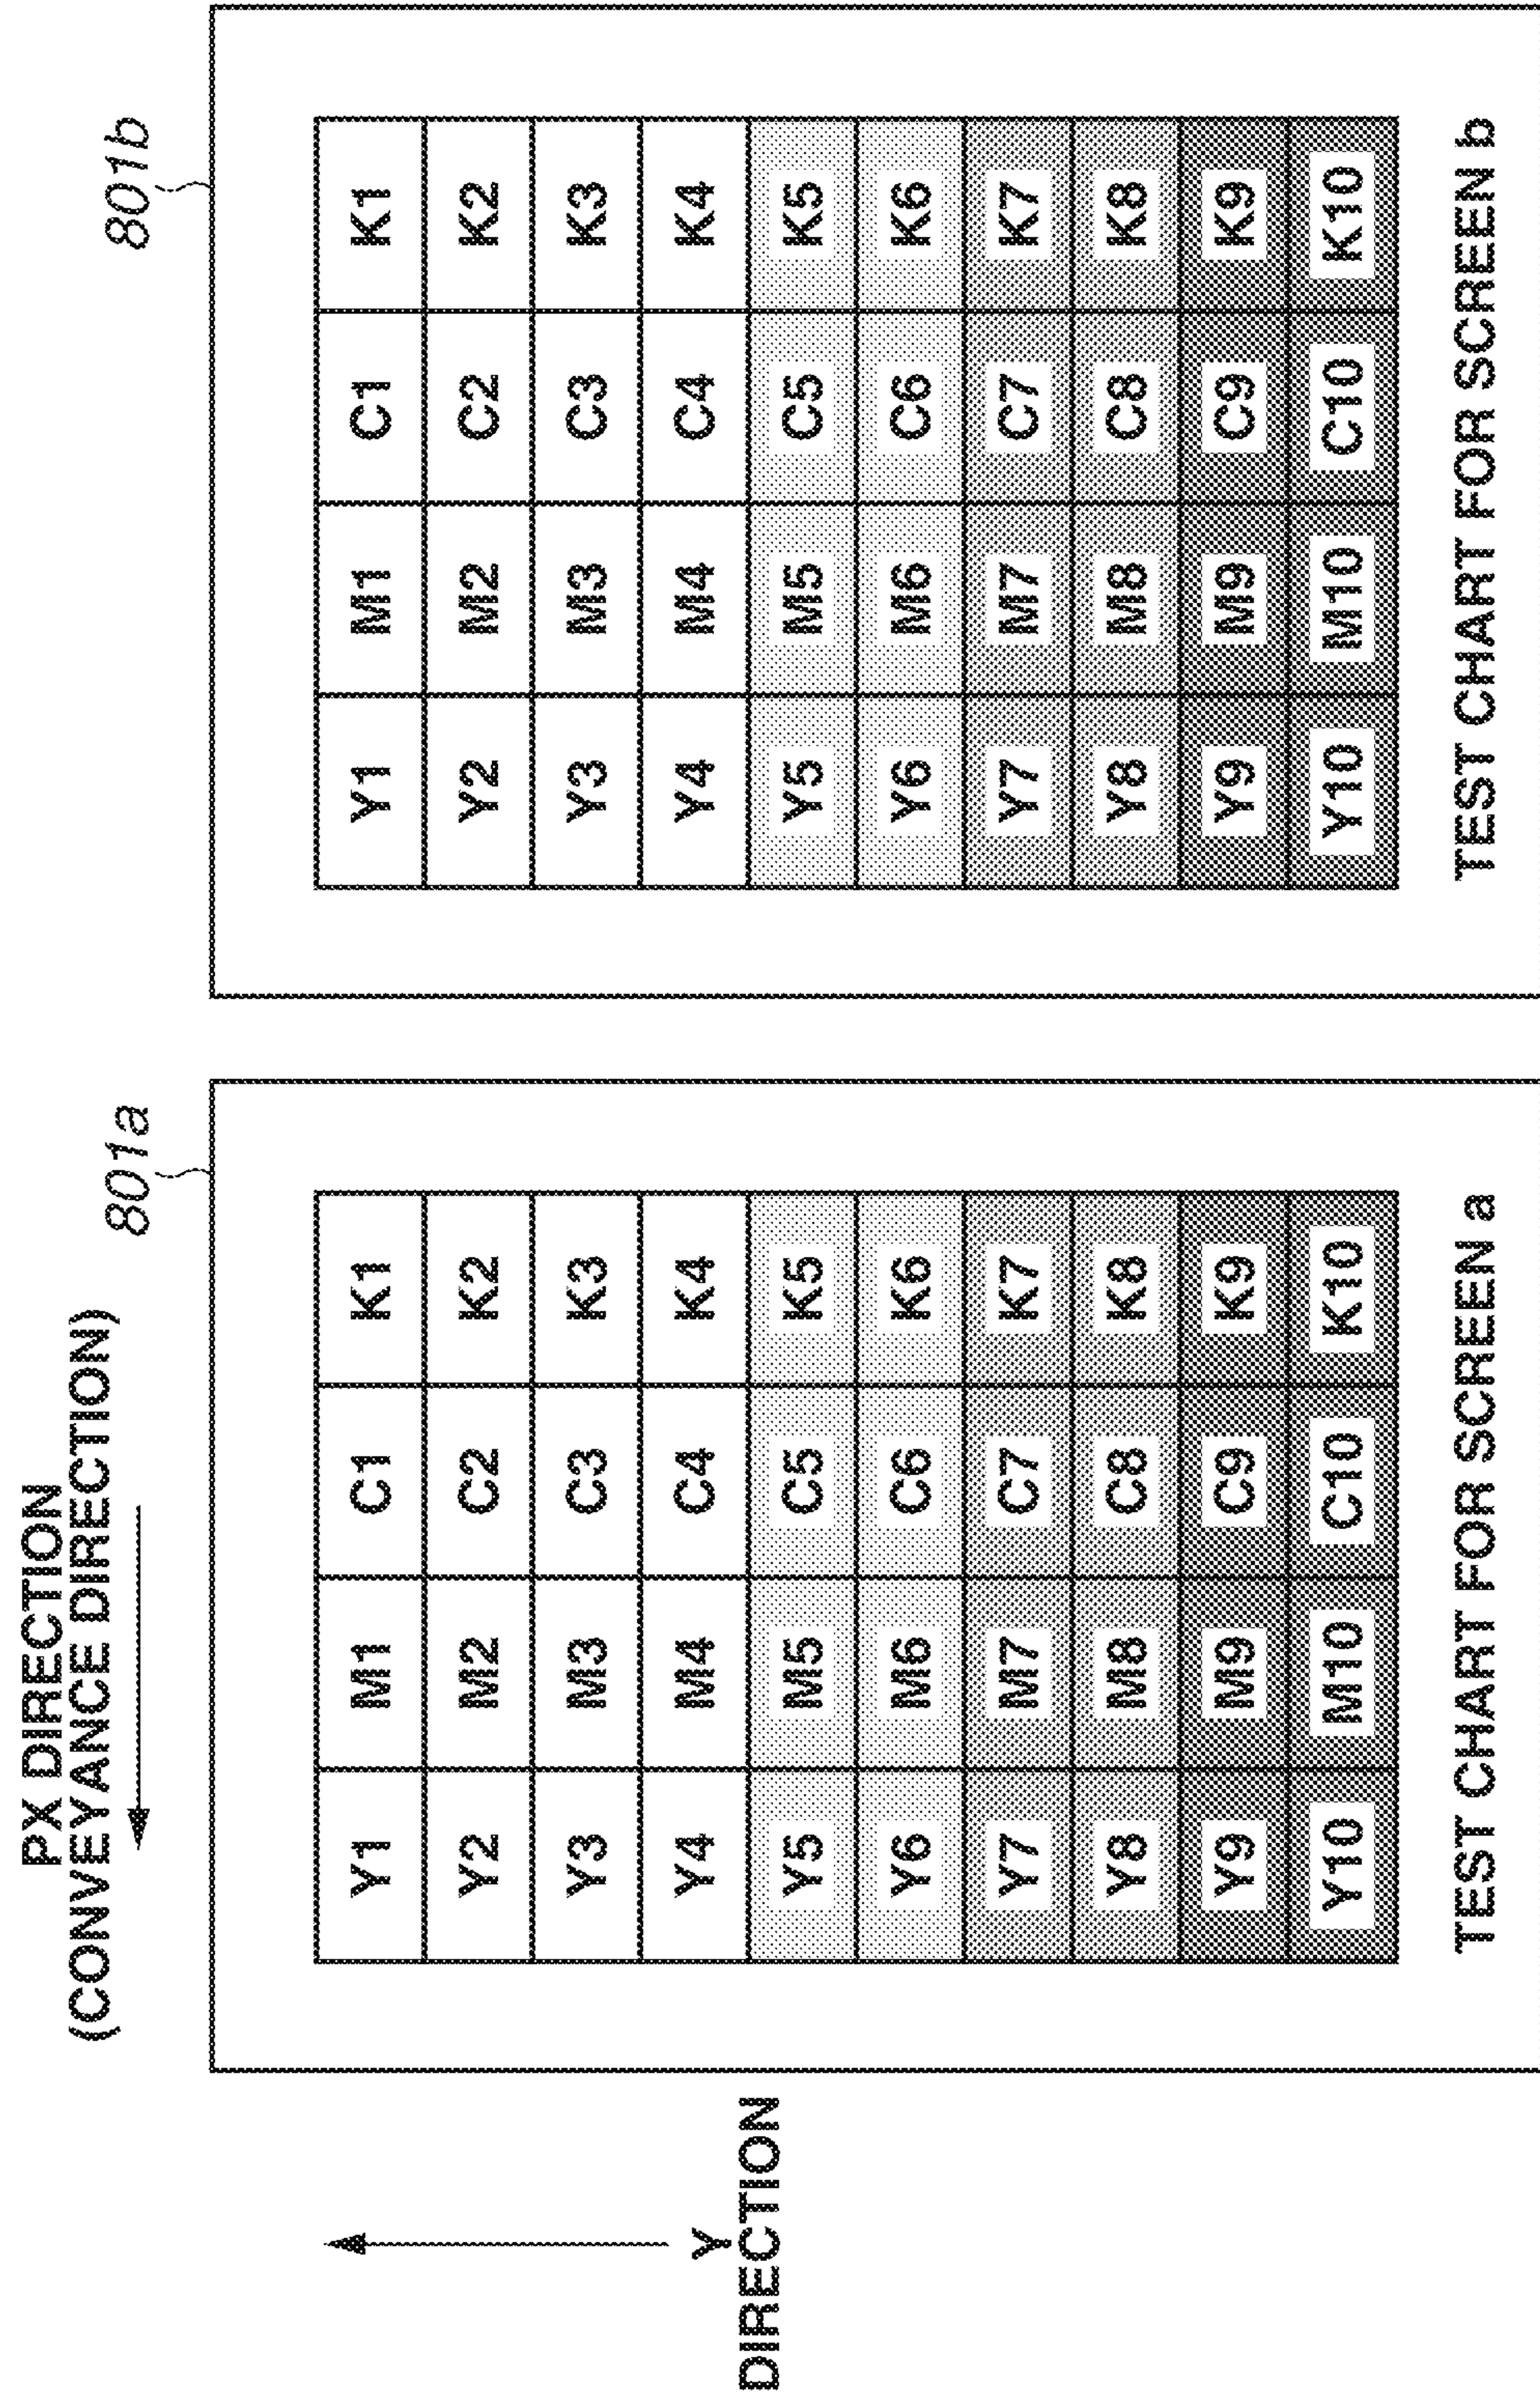 PX DIRECTION
(CONVEYANCE DIRECTION)
Y
DIRECTION
801a
Y1 M1 C1 K1
Y2 M2 C2 K2
Y3 M3 C3 K3
Y4 M4 C4 K4
Y5 M5 C5 K5
Y6 M6 C6 K6
Y7 M7 C7 K7
Y8 M8 C8 K8
Y9 M9 C9 K9
Y10 M10 C10 K10
TEST CHART FOR SCREEN a
801b
Y1 M1 C1 K1
Y2 M2 C2 K2
Y3 M3 C3 K3
Y4 M4 C4 K4
Y5 M5 C5 K5
Y6 M6 C6 K6
Y7 M7 C7 K7
Y8 M8 C8 K8
Y9 M9 C9 K9
Y10 M10 C10 K10
TEST CHART FOR SCREEN b